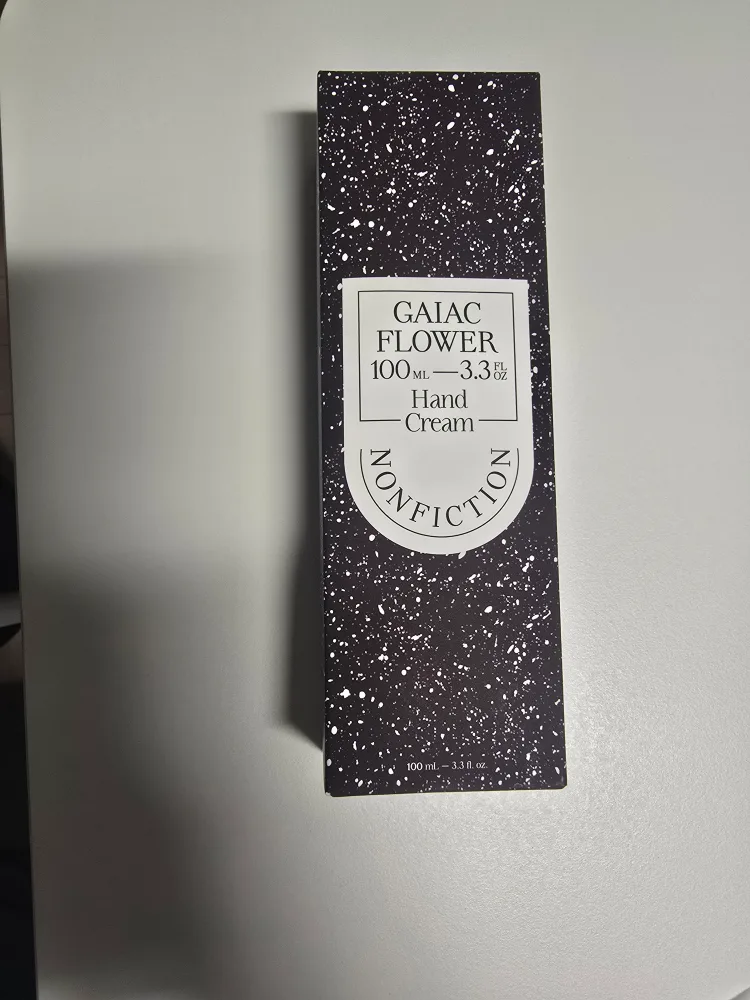 GAIAC
FLOWER
100 ML — 3.3 FL OZ
Hand
Cream
NONFICTION
100 mL — 3.3 fl. oz.